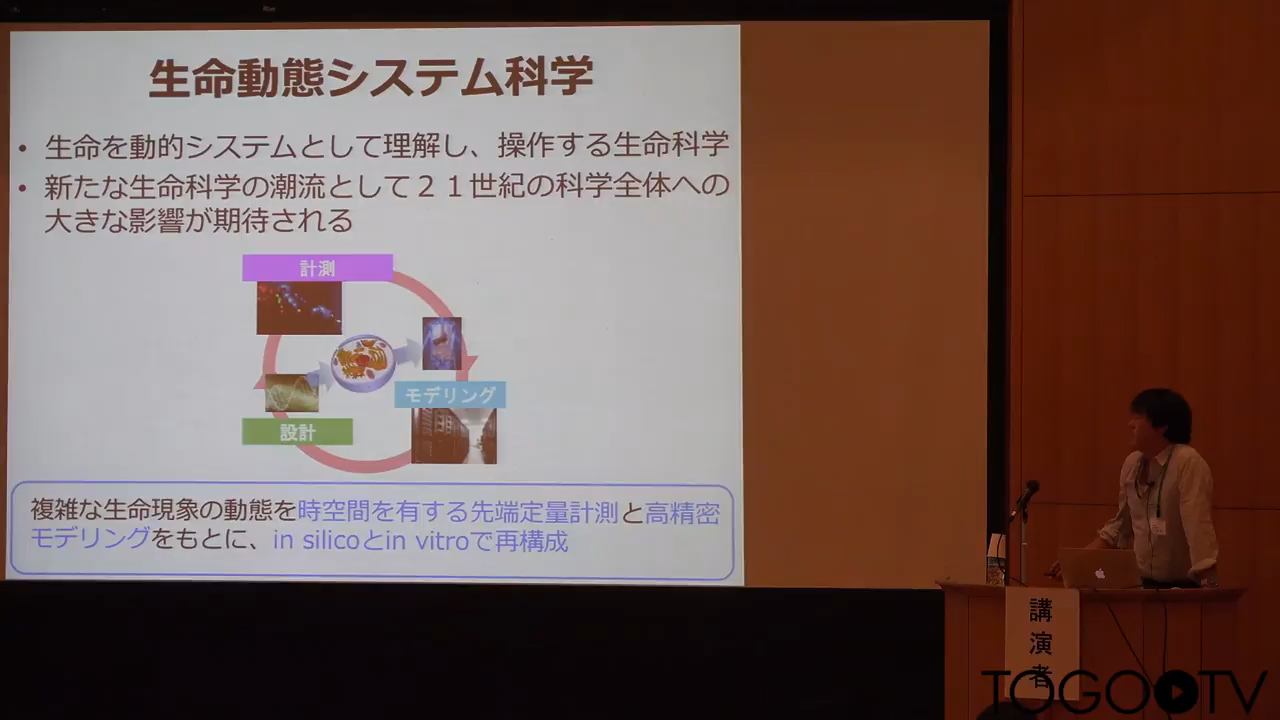 生命動態システム科学
• 生命を動的システムとして理解し、操作する生命科学
• 新たな生命科学の潮流として２１世紀の科学全体への
大きな影響が期待される
計測
モデリング
設計
複雑な生命現象の動態を時空間を有する先端定量計測と高精密
モデリングをもとに、in silicoとin vitroで再構成
講演者
TOGOTV